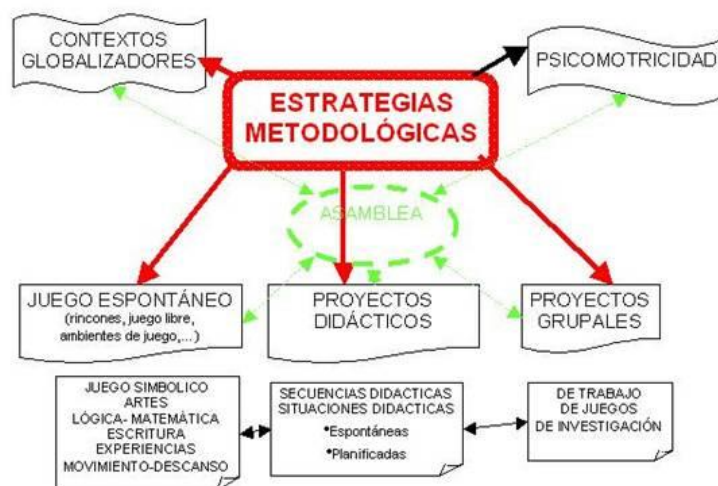 CONTEXTOS
GLOBALIZADORES
PSICOMOTRICIDAD
ESTRATEGIAS
METODOLÓGICAS
ASAMBLEA
JUEGO ESPONTÁNEO
(rincones, juego libre,
ambientes de juego,...)
PROYECTOS
DIDÁCTICOS
PROYECTOS
GRUPALES
JUEGO SIMBOLICO
ARTES
LÓGICA- MATEMÁTICA
ESCRITURA
EXPERIENCIAS
MOVIMIENTO-DESCANSO
SECUENCIAS DIDACTICAS
SITUACIONES DIDACTICAS
•Espontáneas
•Planificadas
DE TRABAJO
DE JUEGOS
DE INVESTIGACIÓN